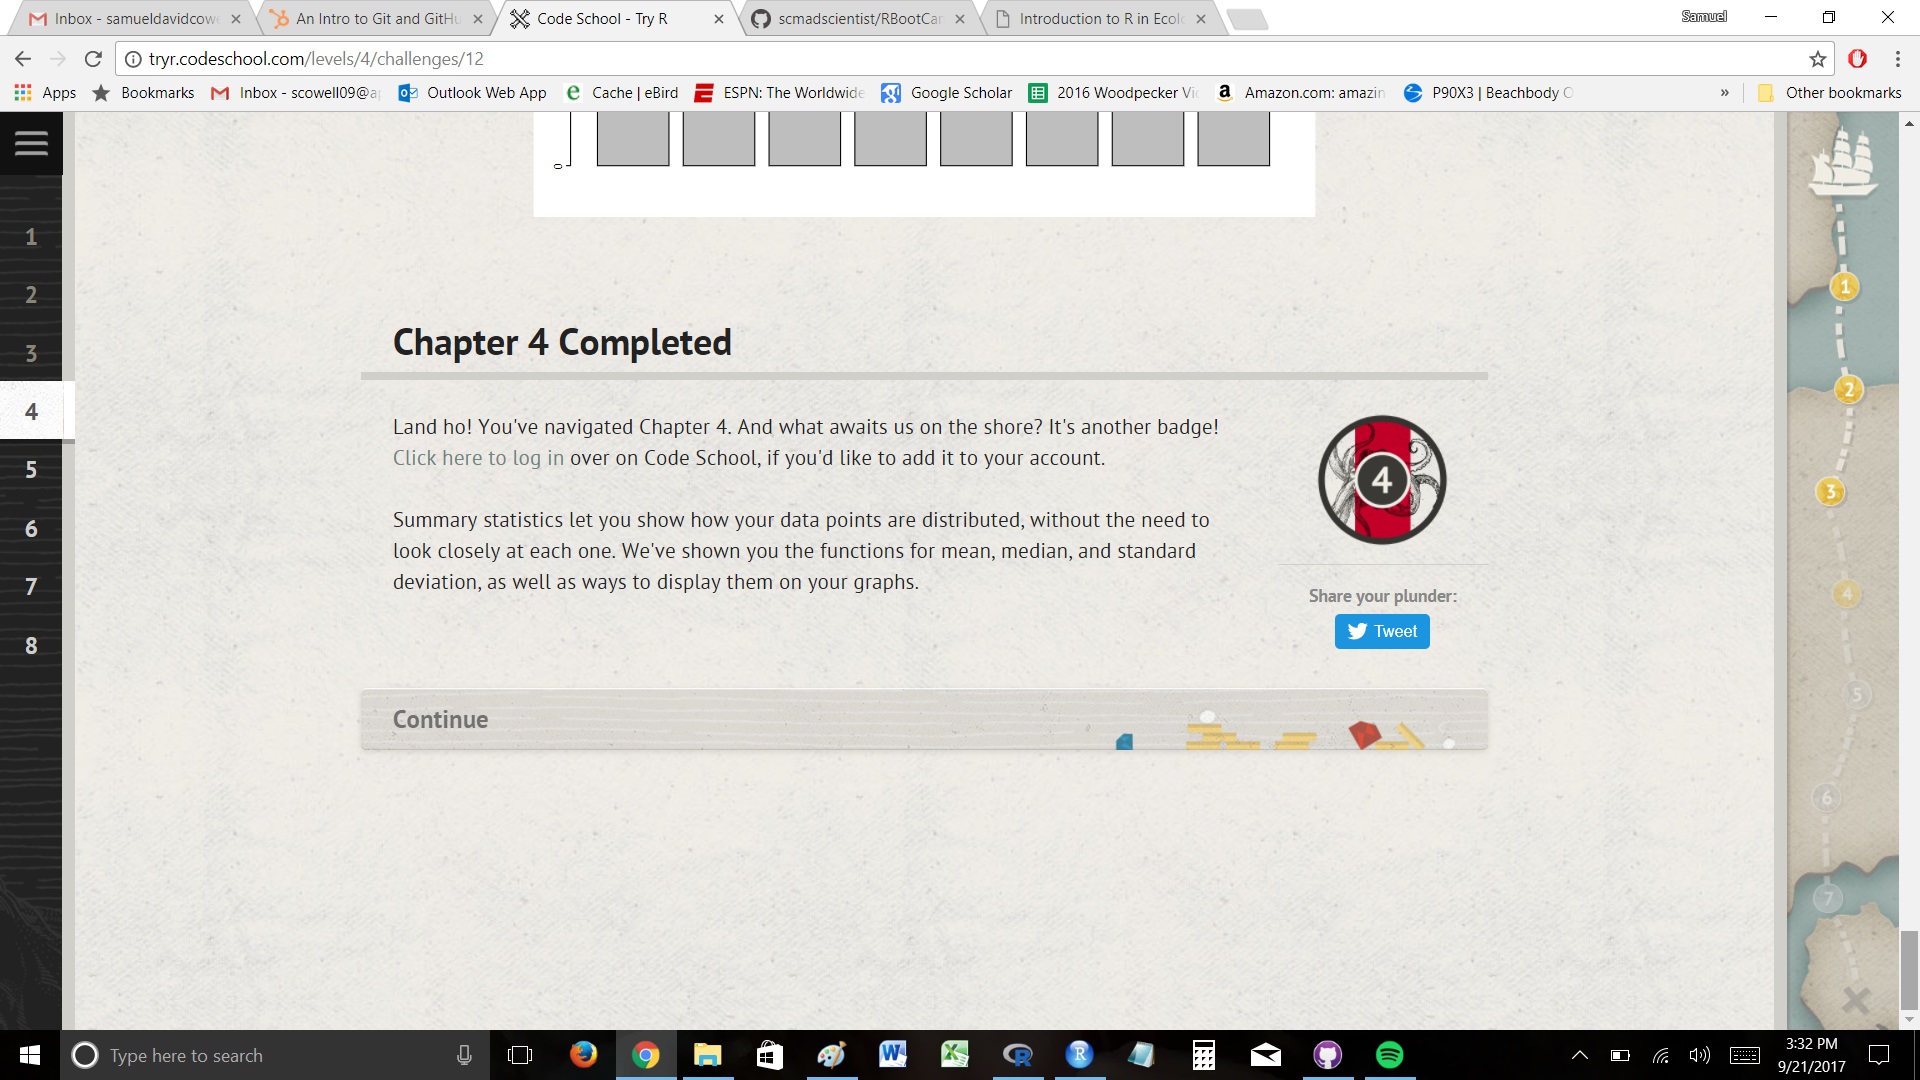 Inbox - samueldavidcowe
An Intro to Git and GitHu
Code School - Try R
scmadscientist/RBootCar
Introduction to R in Ecol
Samuel
tryr.codeschool.com/levels/4/challenges/12
Apps
Bookmarks
Inbox - scowell09@a
Outlook Web App
Cache | eBird
ESPN: The Worldwide
Google Scholar
2016 Woodpecker Vi
Amazon.com: amazin
P90X3 | Beachbody O
»
Other bookmarks
0
1
2
3
4
5
6
7
8
Chapter 4 Completed
Land ho! You've navigated Chapter 4. And what awaits us on the shore? It's another badge!
Click here to log in over on Code School, if you'd like to add it to your account.
Summary statistics let you show how your data points are distributed, without the need to
look closely at each one. We've shown you the functions for mean, median, and standard
deviation, as well as ways to display them on your graphs.
4
Share your plunder:
Tweet
Continue
1
2
3
4
5
6
7
Type here to search
3:32 PM
9/21/2017